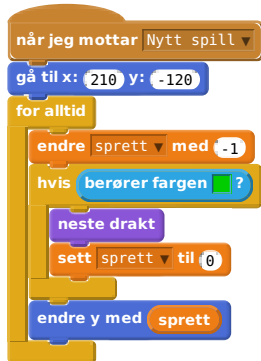 når jeg mottar Nytt spill ▼
gå til x: 210 y: -120
for alltid
endre sprett ▼ med -1
hvis berører fargen ?
neste drakt
sett sprett ▼ til 0
endre y med sprett